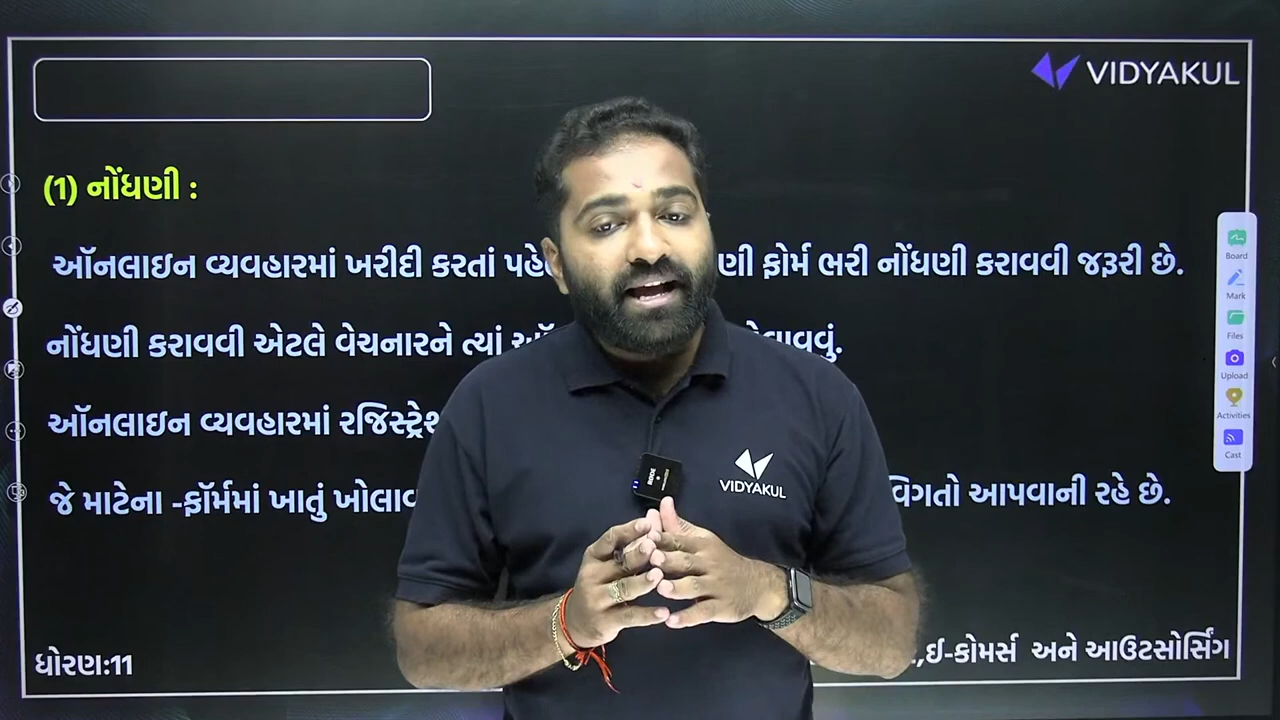 VIDYAKUL
(1) નોંધણી :
ઑનલાઇન વ્યવહારમાં ખરીદી કરતાં ફોર્મ ભરી નોંધણી કરાવવી જરૂરી છે.
નોંધણી કરાવવી એટલે વેચનારને ત્યાં
ઑનલાઇન વ્યવહારમાં
જે માટેના -ફૉર્મમાં ખાતું વિગતો આપવાની રહે છે.
ધોરણ:11
ઈ-કોમર્સ અને આઉટસોર્સિંગ
Board
Mark
Files
Upload
Activities
Cast
RODE
VIDYAKUL